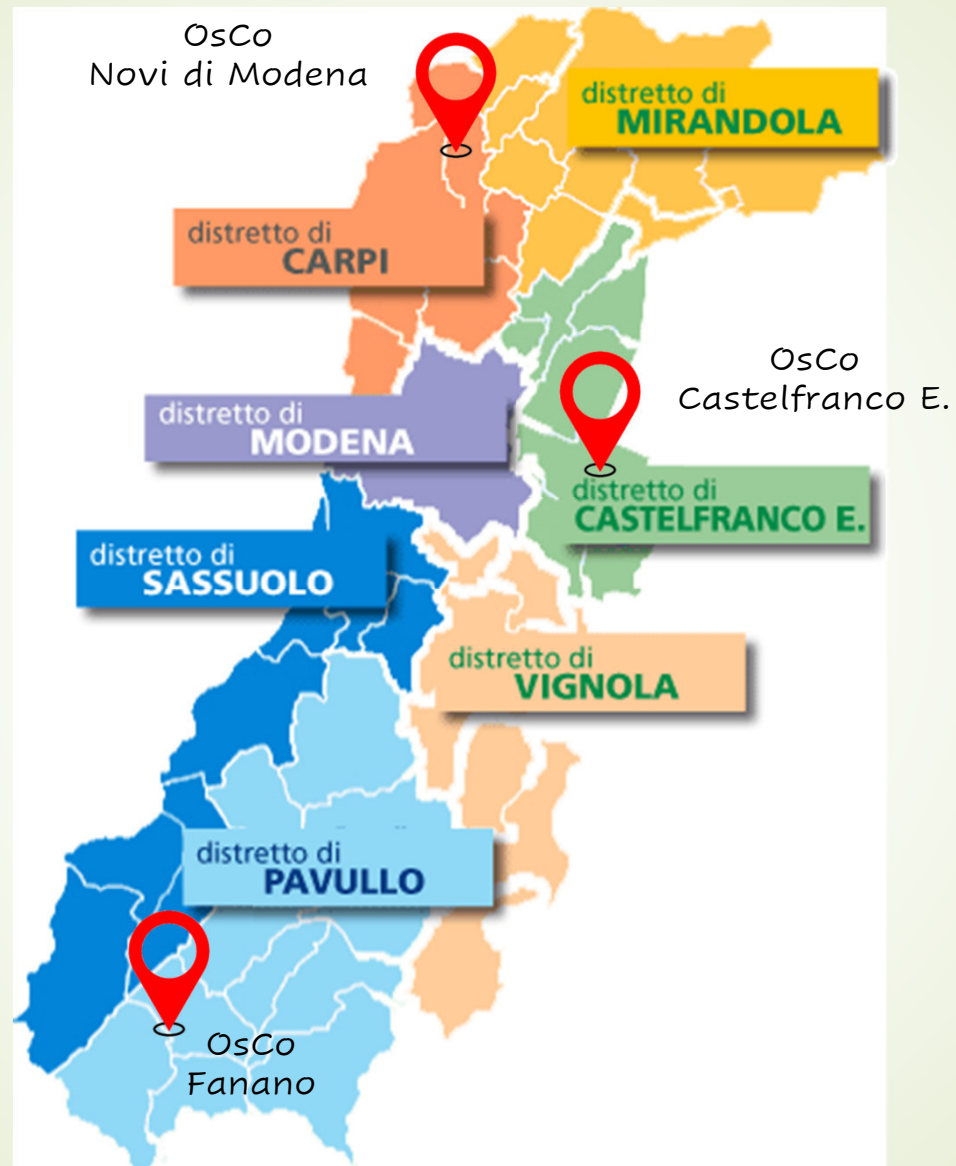 OsCo
Novi di Modena
distretto di
MIRANDOLA
distretto di
CARPI
OsCo
Castelfranco E.
distretto di
MODENA
distretto di
CASTELFRANCO E.
distretto di
SASSUOLO
distretto di
VIGNOLA
distretto di
PAVULLO
OsCo
Fanano